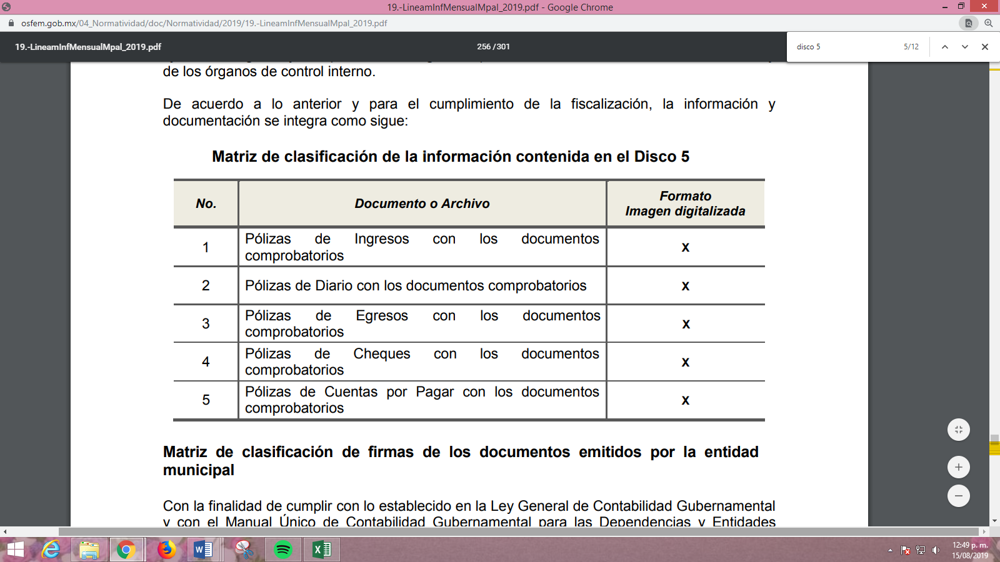 19.-LineamInfMensualMpal_2019.pdf - Google Chrome
osfem.gob.mx/04_Normatividad/doc/Normatividad/2019/19.-LineamInfMensualMpal_2019.pdf
19.-LineamInfMensualMpal_2019.pdf
256 / 301
disco 5
5/12
de los órganos de control interno.
De acuerdo a lo anterior y para el cumplimiento de la fiscalización, la información y
documentación se integra como sigue:
Matriz de clasificación de la información contenida en el Disco 5
No.
Documento o Archivo
Formato
Imagen digitalizada
1
Pólizas de Ingresos con los documentos
comprobatorios
X
2
Pólizas de Diario con los documentos comprobatorios
X
3
Pólizas de Egresos con los documentos
comprobatorios
X
4
Pólizas de Cheques con los documentos
comprobatorios
X
5
Pólizas de Cuentas por Pagar con los documentos
comprobatorios
X
Matriz de clasificación de firmas de los documentos emitidos por la entidad
municipal
Con la finalidad de cumplir con lo establecido en la Ley General de Contabilidad Gubernamental
y con el Manual Único de Contabilidad Gubernamental para las Dependencias y Entidades
12:49 p. m.
15/08/2019